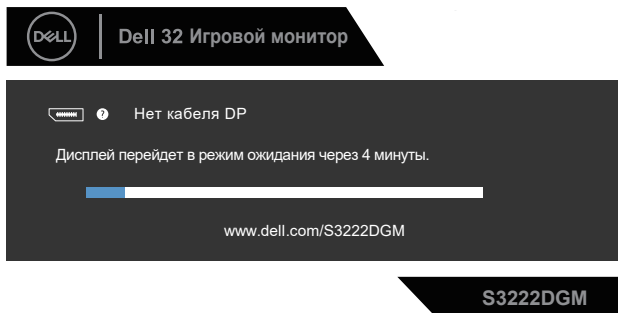 DELL
Dell 32 Игровой монитор
? Нет кабеля DP
Дисплей перейдет в режим ожидания через 4 минуты.
www.dell.com/S3222DGM
S3222DGM